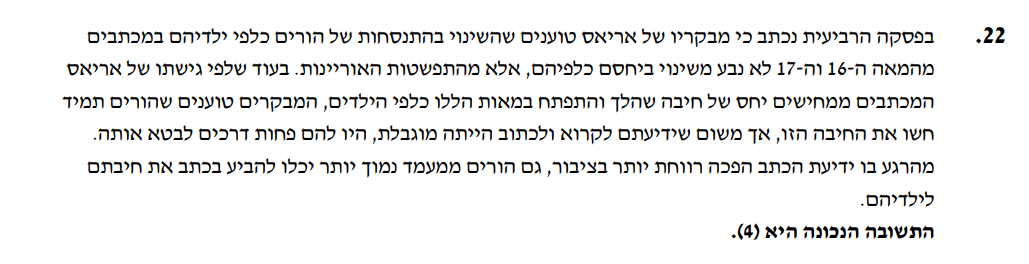 22. בפסקה הרביעית נכתב כי מבקריו של אריאס טוענים שהשינוי בהתנסחות של הורים כלפי ילדיהם במכתבים
מהמאה ה-16 וה-17 לא נבע משינוי ביחסם כלפיהם, אלא מהתפשטות האוריינות. בעוד שלפי גישתו של אריאס
המכתבים ממחישים יחס של חיבה שהלך והתפתח במאות הללו כלפי הילדים, המבקרים טוענים שהורים תמיד
חשו את החיבה הזו, אך משום שידיעתם לקרוא ולכתוב הייתה מוגבלת, היו להם פחות דרכים לבטא אותה.
מהרגע בו ידיעת הכתב הפכה רווחת יותר בציבור, גם הורים ממעמד נמוך יותר יכלו להביע בכתב את חיבתם
לילדיהם.
התשובה הנכונה היא (4).